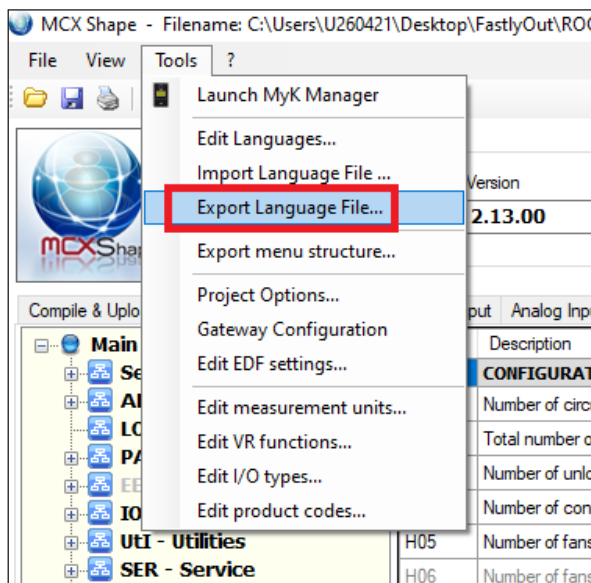 MCX Shape - Filename: C:\Users\U260421\Desktop\FastlyOut\ROC
File View Tools ?
Launch MyK Manager
Edit Languages...
Import Language File ...
Export Language File...
Export menu structure...
Project Options...
Gateway Configuration
Edit EDF settings...
Edit measurement units...
Edit VR functions...
Edit I/O types...
Edit product codes...
MCXSha
Version
2.13.00
Compile & Uplo
put Analog Inp
Main
Se
LO
PA
EE
IO
UtI - Utilities
SER - Service
Description
CONFIGURAT
Number of circ
Total number o
Number of unlo
Number of con
H05 Number of fans
H06 Number of fans